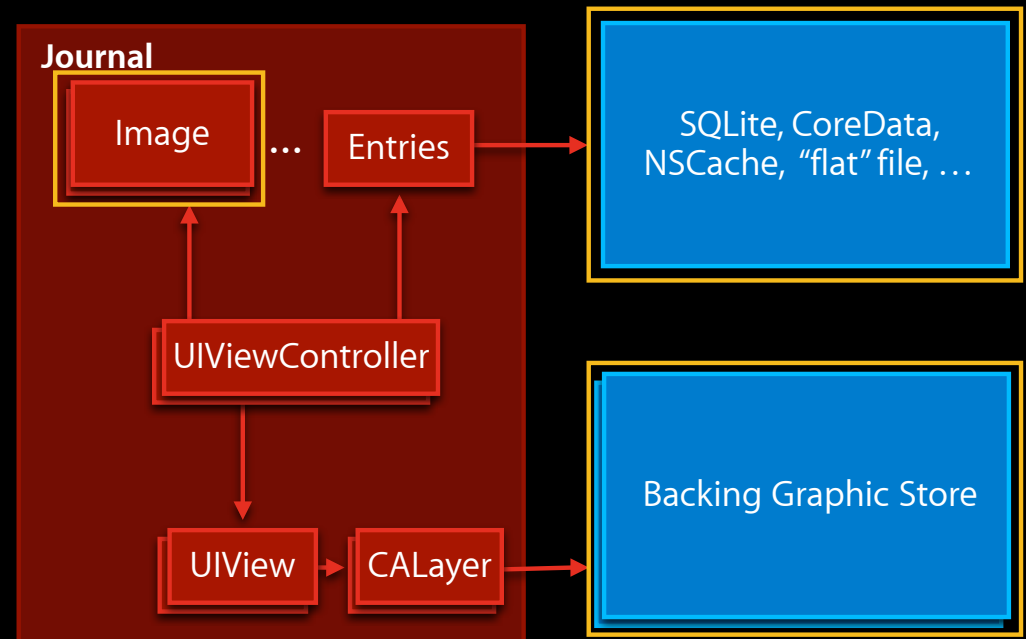 Journal
Image
...
Entries
SQLite, CoreData,
NSCache, “flat” file, ...
UIViewController
Backing Graphic Store
UIView
CALayer